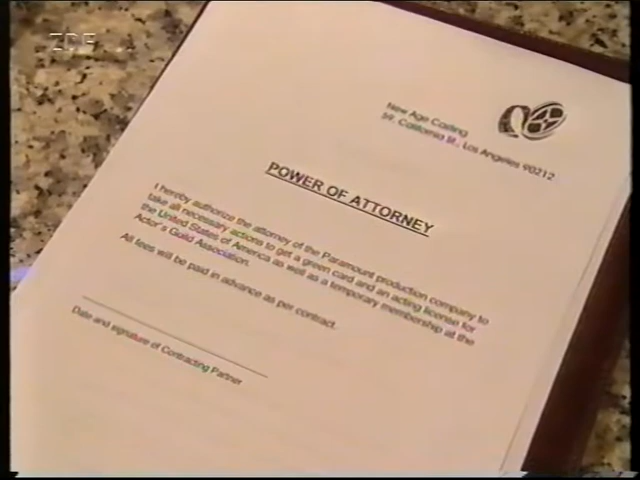 ZDF
New Age Casting
59. California St., Los Angeles 90212
POWER OF ATTORNEY
I hereby authorize the attorney of the Paramount production company to
take all necessary actions to get a green card and an acting license for
the United States of America as well as a temporary membership at the
Actor's Guild Association.
All fees will be paid in advance as per contract.
Date and signature of Contracting Partner